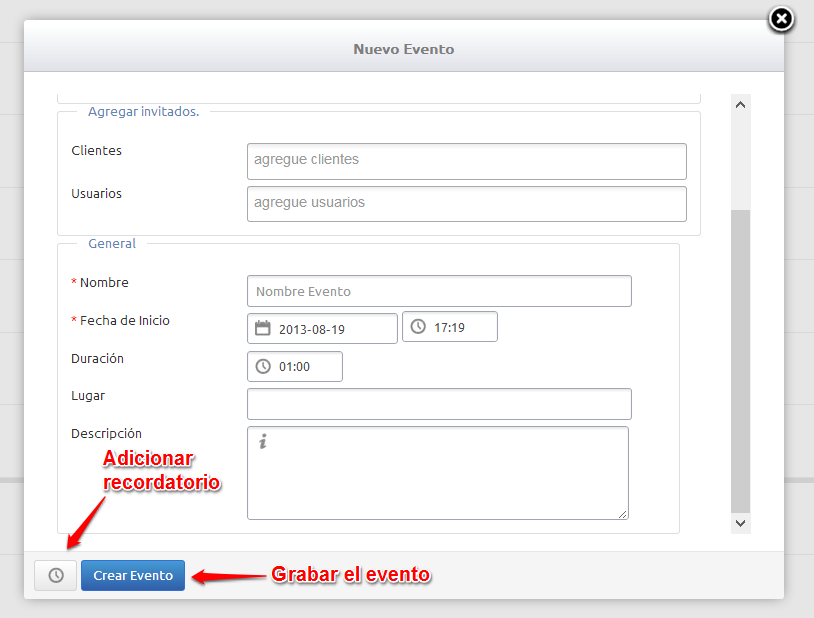 Nuevo Evento
Agregar invitados.
Clientes
agregue clientes
Usuarios
agregue usuarios
General
* Nombre
Nombre Evento
* Fecha de Inicio
2013-08-19
17:19
Duración
01:00
Lugar
Descripción
Adicionar
recordatorio
Crear Evento
Grabar el evento